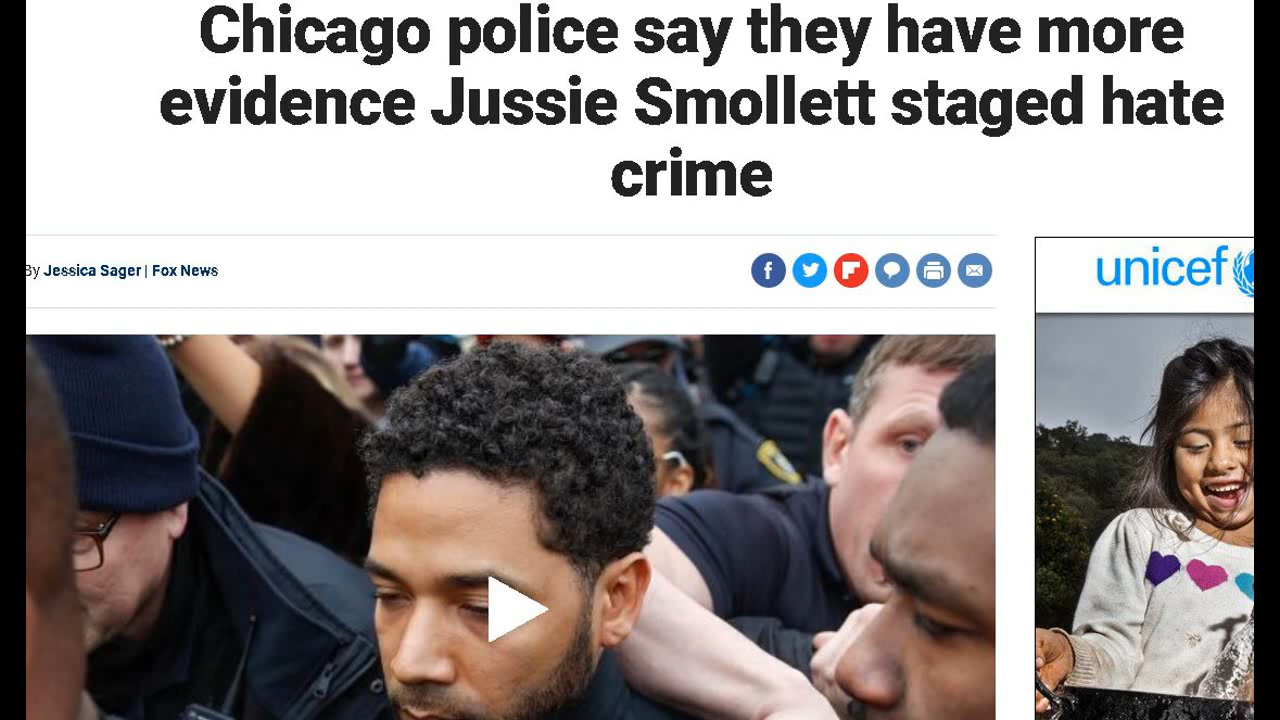 Chicago police say they have more
evidence Jussie Smollett staged hate
crime
By Jessica Sager | Fox News
unicef